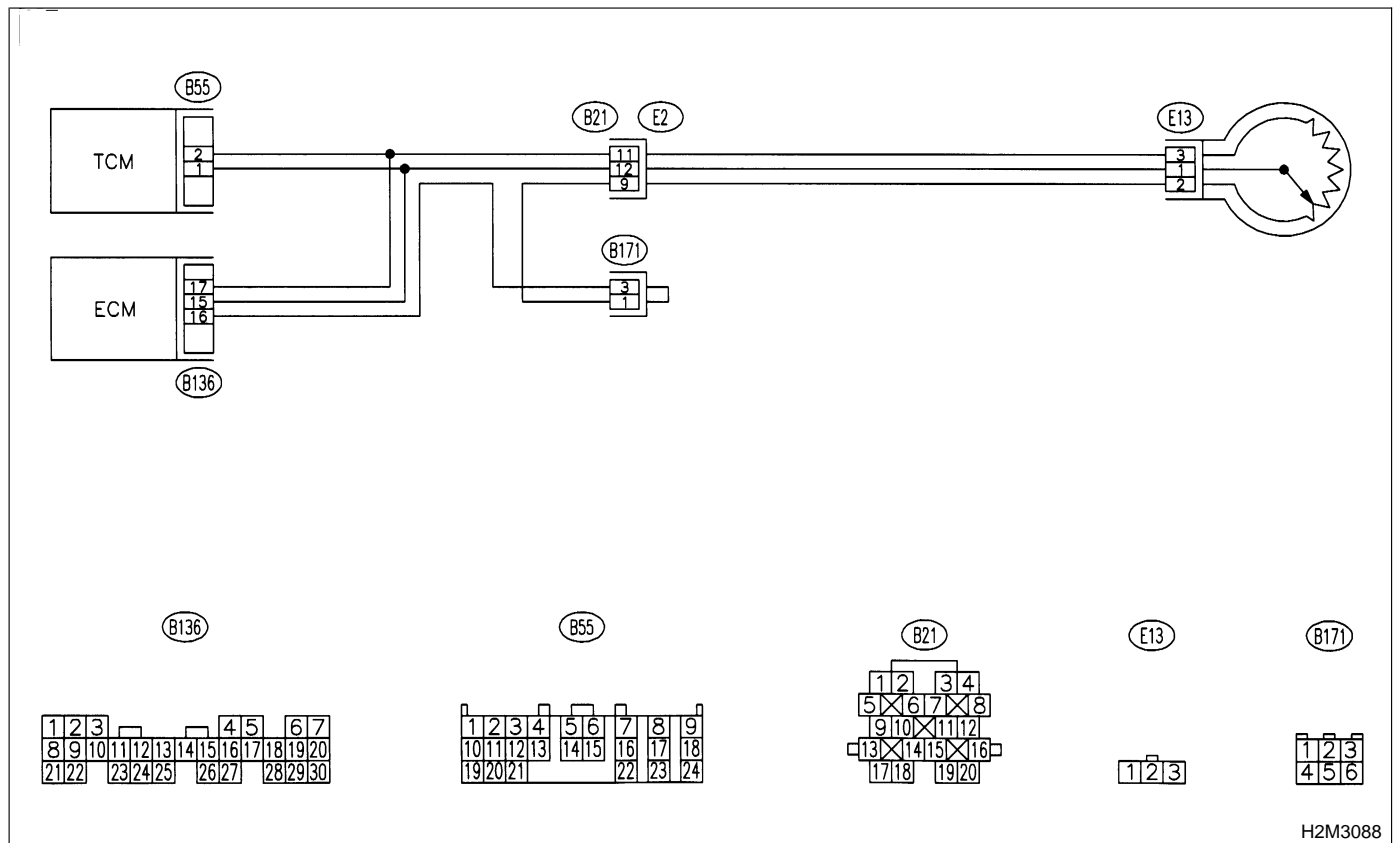 B55
TCM
2
1
B21
E2
11
12
9
E13
3
1
2
B171
3
1
ECM
17
15
16
B136
B136
1 2 3 4 5 6 7
8 9 10 11 12 13 14 15 16 17 18 19 20
21 22 23 24 25 26 27 28 29 30
B55
1 2 3 4 5 6 7 8 9
10 11 12 13 14 15 16 17 18
19 20 21 22 23 24
B21
1 2 3 4
5 6 7 8
9 10 11 12
13 14 15 16
17 18 19 20
E13
1 2 3
B171
1 2 3
4 5 6
H2M3088